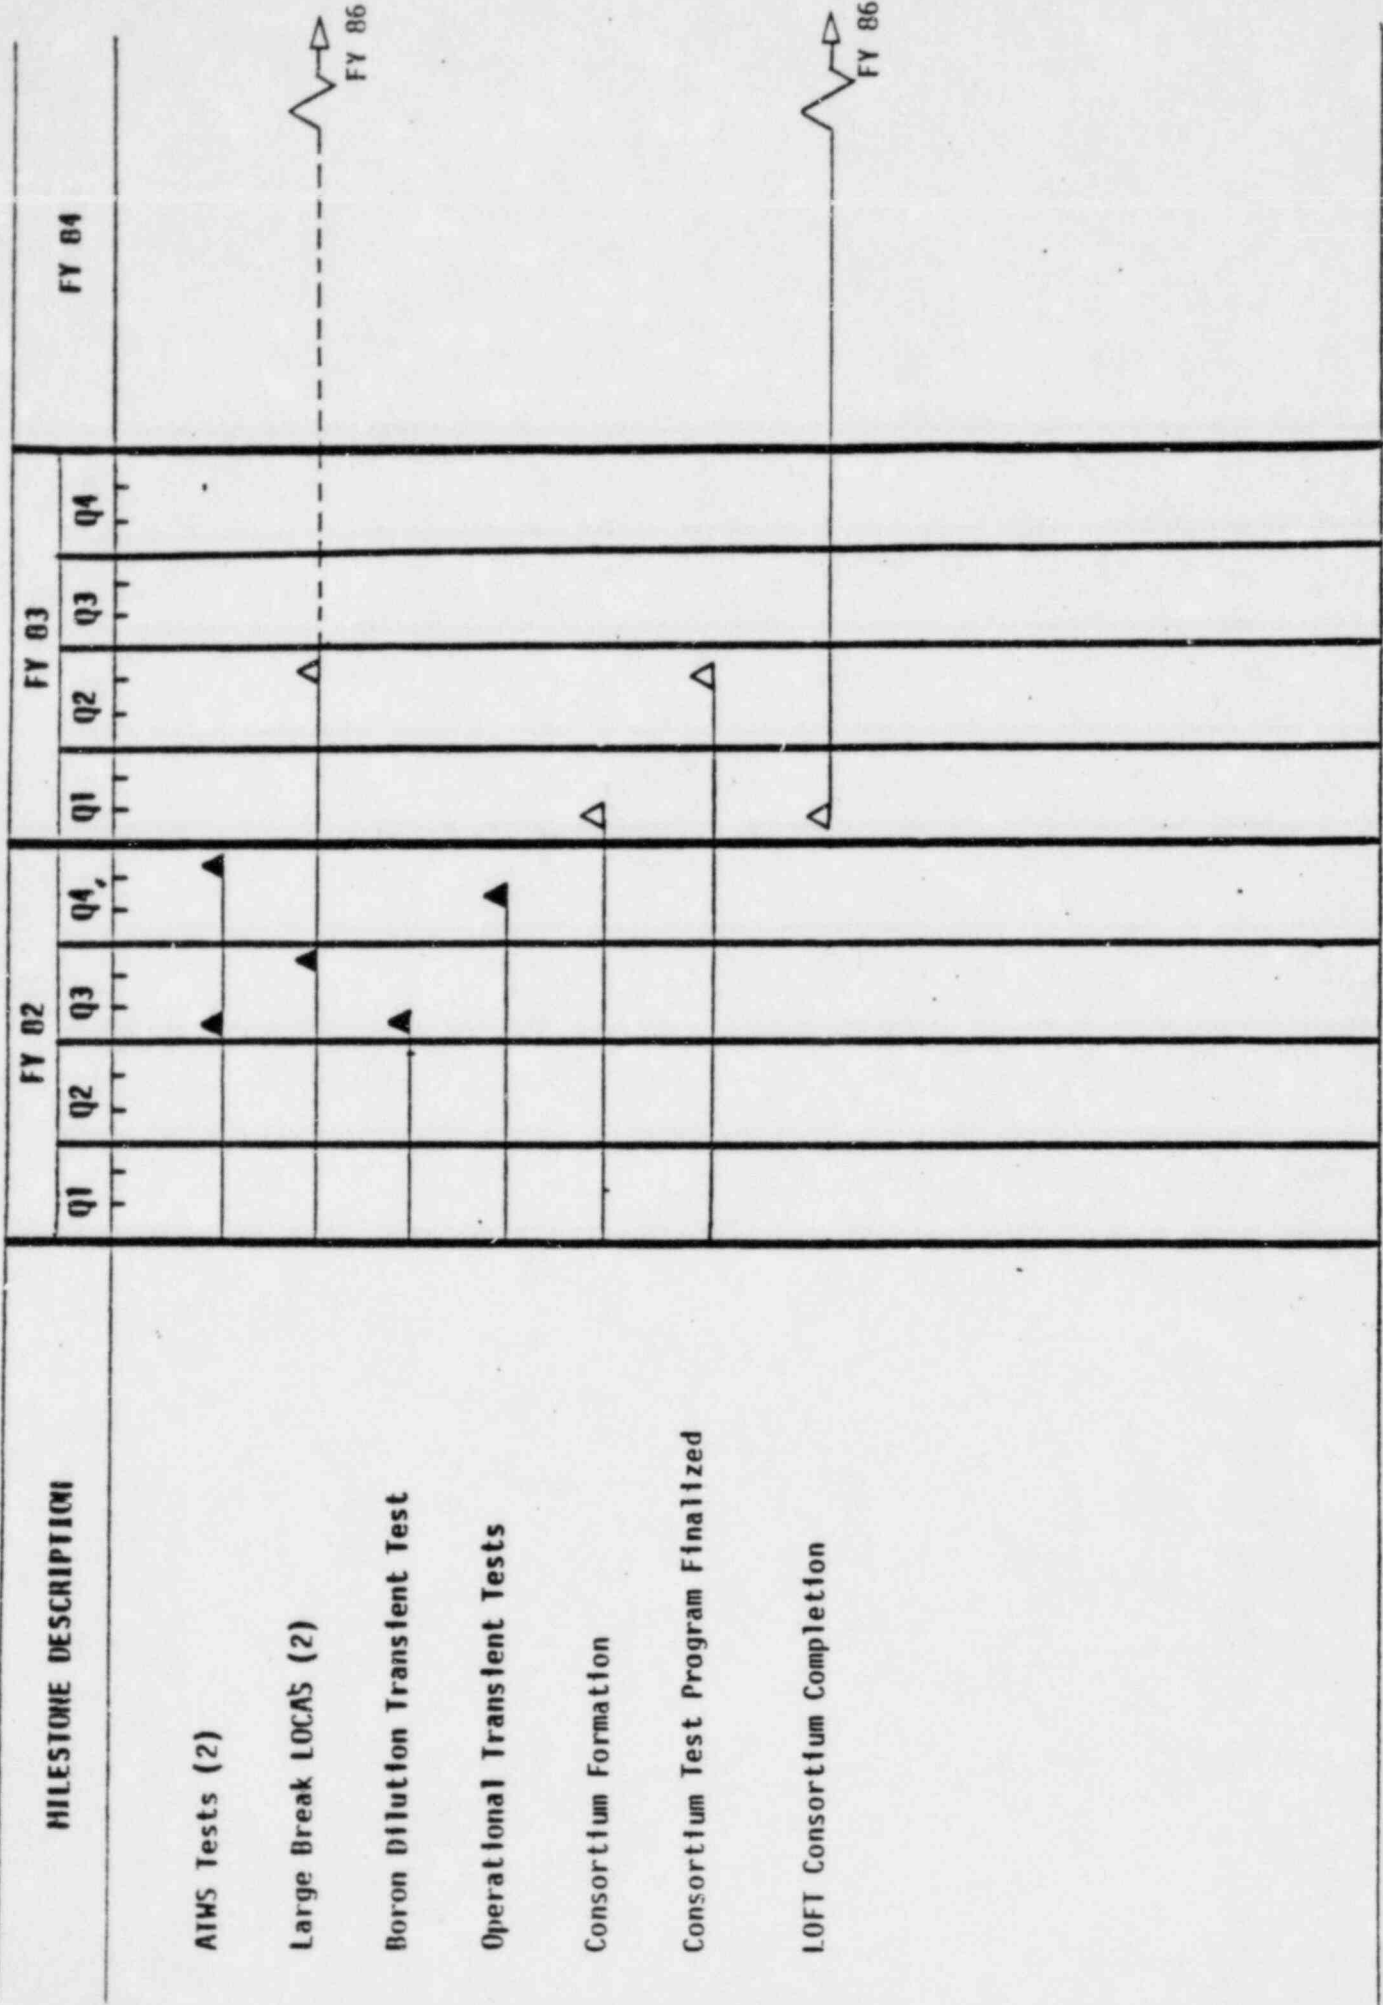 MILESTONE DESCRIPTION
FY 82
FY 83
FY 84
Q1
Q2
Q3
Q4
Q1
Q2
Q3
Q4
ATWS Tests (2)
Large Break LOCAS (2)
FY 86
Boron Dilution Transient Test
Operational Transient Tests
Consortium Formation
Consortium Test Program Finalized
LOFT Consortium Completion
FY 86